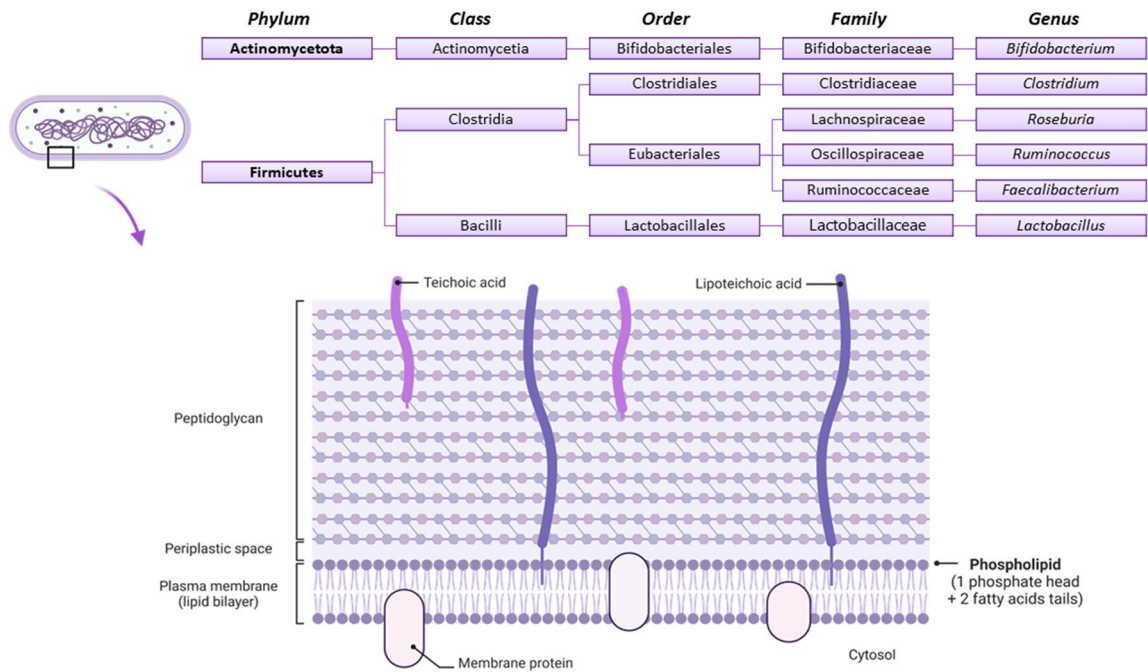 Phylum Class Order Family Genus
Actinomycetota Actinomycetia Bifidobacteriales Bifidobacteriaceae Bifidobacterium
Clostridiales Clostridiaceae Clostridium
Clostridia Lachnospiraceae Roseburia
Eubacteriales Oscillospiraceae Ruminococcus
Firmicutes
Ruminococcaceae Faecalibacterium
Bacilli Lactobacillales Lactobacillaceae Lactobacillus
Teichoic acid Lipoteichoic acid
Peptidoglycan
Periplastic space
Plasma membrane
(lipid bilayer)
Phospholipid
(1 phosphate head
+ 2 fatty acids tails)
Cytosol
Membrane protein